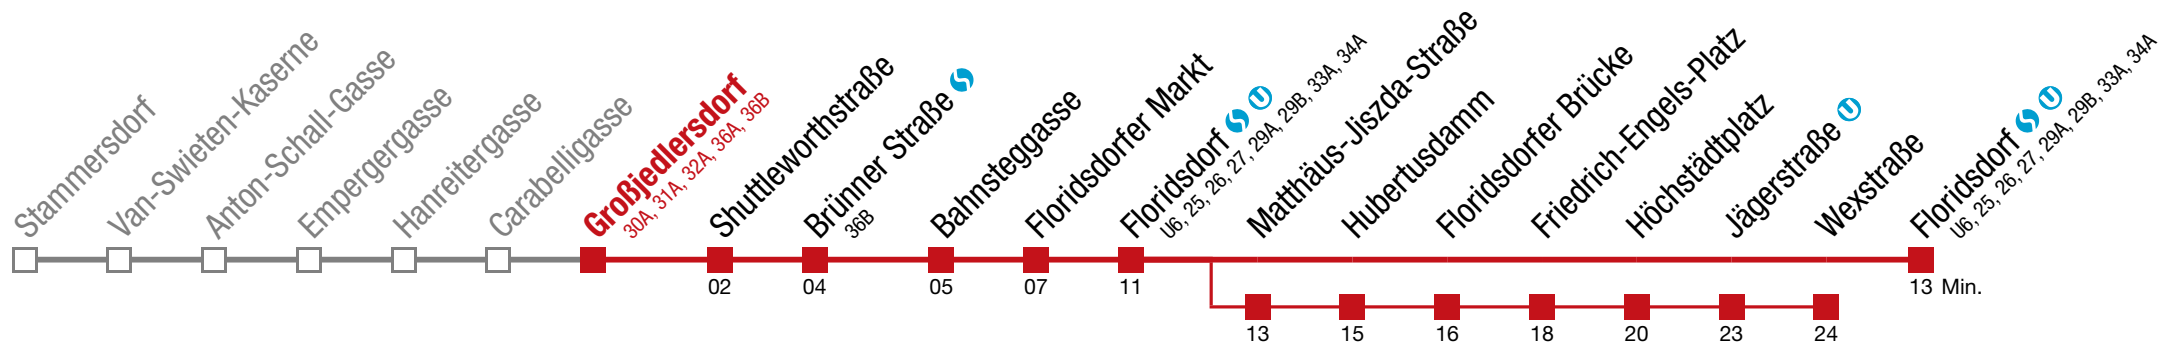 Stammersdorf
Van-Swieten-Kaserne
Anton-Schall-Gasse
Empergergasse
Hanreitergasse
Carabelligasse
Großjedlersdorf
30A, 31A, 32A, 36A, 36B
Shuttleworthstraße
Brünner Straße S
36B
Bahnsteggasse
Floridsdorfer Markt
Floridsdorf S U
U6, 25, 26, 27, 29A, 29B, 33A, 34A
Matthäus-Jiszda-Straße
Hubertusdamm
Floridsdorfer Brücke
Friedrich-Engels-Platz
Höchstädtplatz
Jägerstraße U
Wexstraße
Floridsdorf S U
U6, 25, 26, 27, 29A, 29B, 33A, 34A
02 04 05 07 11 13 Min.
13 15 16 18 20 23 24